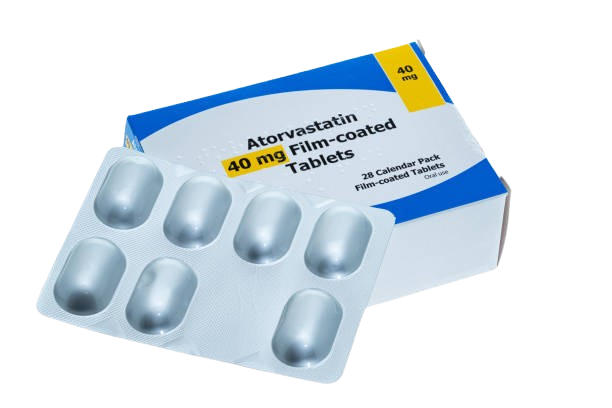 40
mg
Atorvastatin
40 mg Film-coated
Tablets
28 Calendar Pack
Film-coated Tablets
Oral use